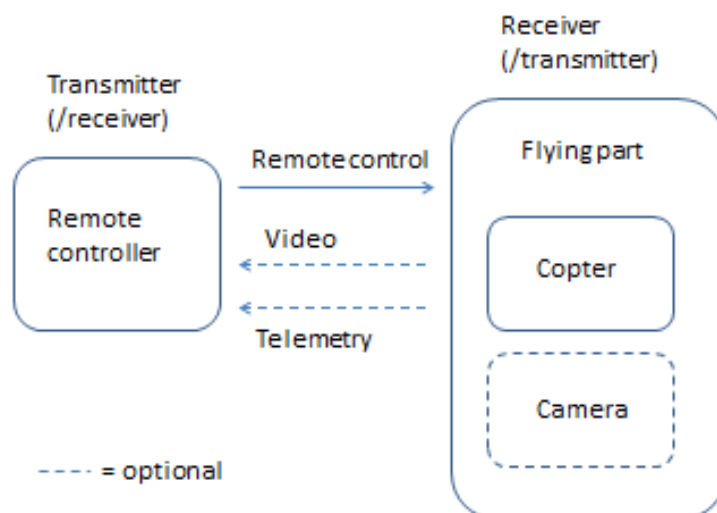 Receiver
(/transmitter)
Transmitter
(/receiver)
Remote control
Flying part
Remote
controller
Video
Copter
Telemetry
Camera
= optional